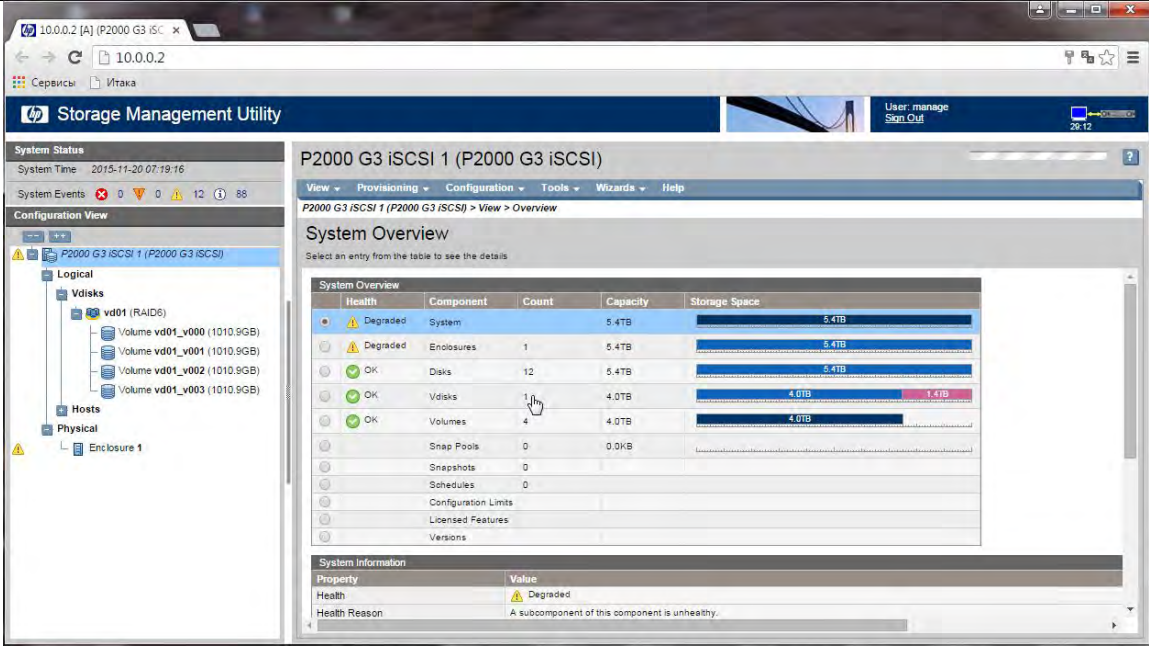 10.0.0.2 [A] (P2000 G3 iSC
10.0.0.2
Сервисы Итака
hp Storage Management Utility
User: manage
Sign Out
29:12
System Status
System Time 2015-11-20 07:19:16
System Events 0 0 12 88
Configuration View
P2000 G3 iSCSI 1 (P2000 G3 iSCSI)
Logical
Vdisks
vd01 (RAID6)
Volume vd01_v000 (1010.9GB)
Volume vd01_v001 (1010.9GB)
Volume vd01_v002 (1010.9GB)
Volume vd01_v003 (1010.9GB)
Hosts
Physical
Enclosure 1
P2000 G3 iSCSI 1 (P2000 G3 iSCSI)
View Provisioning Configuration Tools Wizards Help
P2000 G3 iSCSI 1 (P2000 G3 iSCSI) > View > Overview
System Overview
Select an entry from the table to see the details
System Overview
Health Component Count Capacity Storage Space
Degraded System 5.4TB 5.4TB
Degraded Enclosures 1 5.4TB 5.4TB
OK Disks 12 5.4TB 5.4TB
OK Vdisks 1 4.0TB 4.0TB 1.4TB
OK Volumes 4 4.0TB 4.0TB
Snap Pools 0 0.0KB
Snapshots 0
Schedules 0
Configuration Limits
Licensed Features
Versions
System Information
Property Value
Health Degraded
Health Reason A subcomponent of this component is unhealthy.